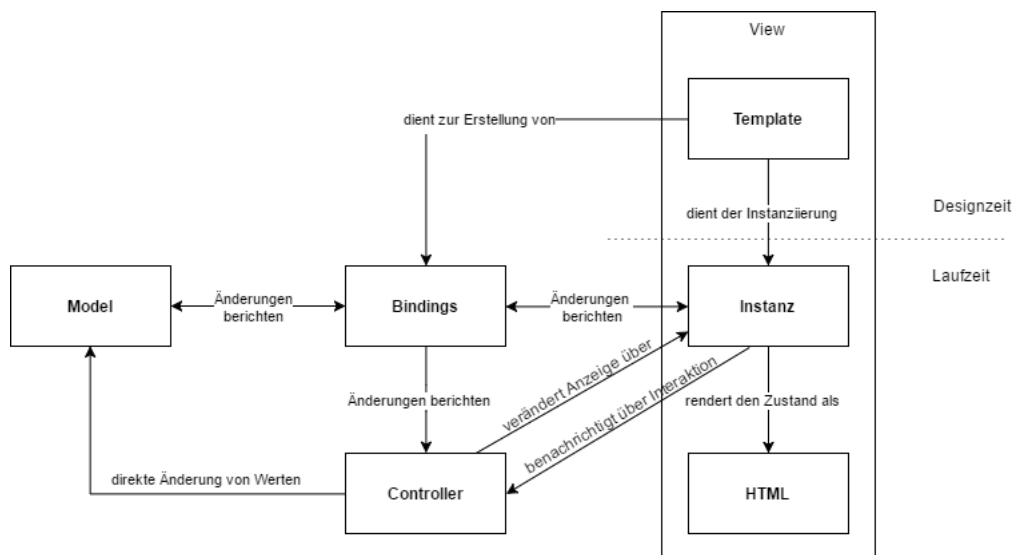 View
Template
dient zur Erstellung von
dient der Instanziierung
Designzeit
Laufzeit
Model
Änderungen
berichten
Bindings
Änderungen
berichten
Instanz
Änderungen berichten
verändert Anzeige über
benachrichtigt über Interaktion
rendert den Zustand als
direkte Änderung von Werten
Controller
HTML